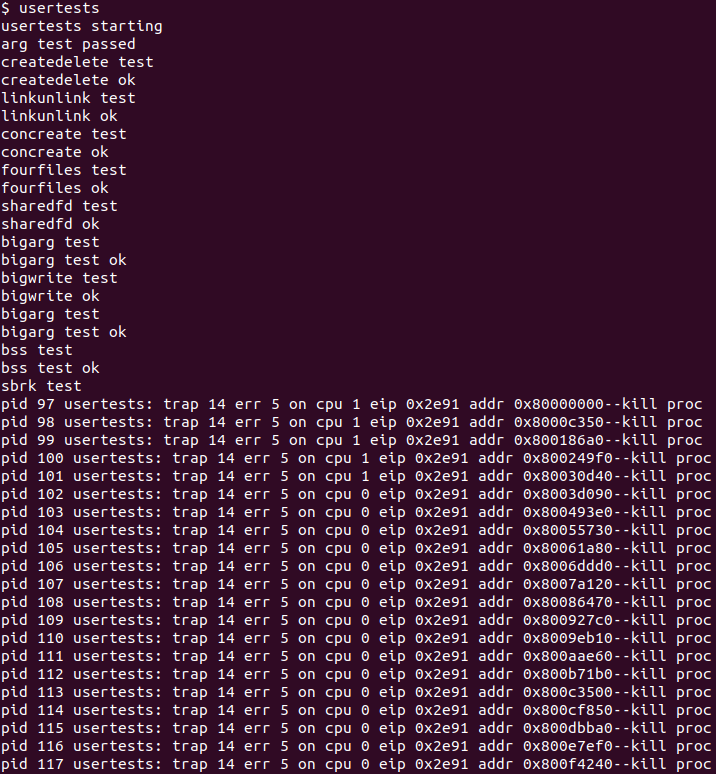 $ usertests
usertests starting
arg test passed
createdelete test
createdelete ok
linkunlink test
linkunlink ok
concreate test
concreate ok
fourfiles test
fourfiles ok
sharedfd test
sharedfd ok
bigarg test
bigarg test ok
bigwrite test
bigwrite ok
bigarg test
bigarg test ok
bss test
bss test ok
sbrk test
pid 97 usertests: trap 14 err 5 on cpu 1 eip 0x2e91 addr 0x80000000--kill proc
pid 98 usertests: trap 14 err 5 on cpu 1 eip 0x2e91 addr 0x8000c350--kill proc
pid 99 usertests: trap 14 err 5 on cpu 1 eip 0x2e91 addr 0x800186a0--kill proc
pid 100 usertests: trap 14 err 5 on cpu 1 eip 0x2e91 addr 0x800249f0--kill proc
pid 101 usertests: trap 14 err 5 on cpu 1 eip 0x2e91 addr 0x80030d40--kill proc
pid 102 usertests: trap 14 err 5 on cpu 0 eip 0x2e91 addr 0x8003d090--kill proc
pid 103 usertests: trap 14 err 5 on cpu 0 eip 0x2e91 addr 0x800493e0--kill proc
pid 104 usertests: trap 14 err 5 on cpu 0 eip 0x2e91 addr 0x80055730--kill proc
pid 105 usertests: trap 14 err 5 on cpu 0 eip 0x2e91 addr 0x80061a80--kill proc
pid 106 usertests: trap 14 err 5 on cpu 0 eip 0x2e91 addr 0x8006ddd0--kill proc
pid 107 usertests: trap 14 err 5 on cpu 0 eip 0x2e91 addr 0x8007a120--kill proc
pid 108 usertests: trap 14 err 5 on cpu 0 eip 0x2e91 addr 0x80086470--kill proc
pid 109 usertests: trap 14 err 5 on cpu 0 eip 0x2e91 addr 0x800927c0--kill proc
pid 110 usertests: trap 14 err 5 on cpu 0 eip 0x2e91 addr 0x8009eb10--kill proc
pid 111 usertests: trap 14 err 5 on cpu 0 eip 0x2e91 addr 0x800aae60--kill proc
pid 112 usertests: trap 14 err 5 on cpu 0 eip 0x2e91 addr 0x800b71b0--kill proc
pid 113 usertests: trap 14 err 5 on cpu 0 eip 0x2e91 addr 0x800c3500--kill proc
pid 114 usertests: trap 14 err 5 on cpu 0 eip 0x2e91 addr 0x800cf850--kill proc
pid 115 usertests: trap 14 err 5 on cpu 0 eip 0x2e91 addr 0x800dbba0--kill proc
pid 116 usertests: trap 14 err 5 on cpu 0 eip 0x2e91 addr 0x800e7ef0--kill proc
pid 117 usertests: trap 14 err 5 on cpu 0 eip 0x2e91 addr 0x800f4240--kill proc